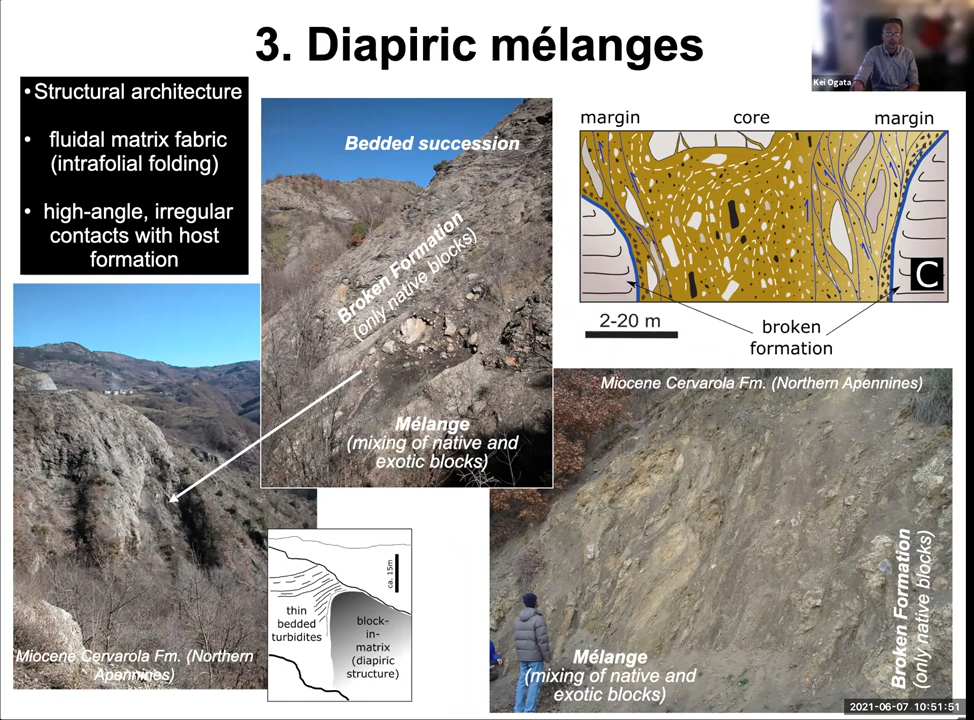 3. Diapiric mélanges
Kei Ogata
•Structural architecture
• fluidal matrix fabric
(intrafolial folding)
• high-angle, irregular
contacts with host
formation
Bedded succession
Broken Formation
(only native blocks)
Mélange
(mixing of native and
exotic blocks)
margin
core
margin
C
2-20 m
broken
formation
Miocene Cervarola Fm. (Northern
Apennines)
ca. 15m
thin
bedded
turbidites
block-
in-
matrix
(diapiric
structure)
Miocene Cervarola Fm. (Northern Apennines)
Mélange
(mixing of native and
exotic blocks)
Broken Formation
(only native blocks)
2021-06-07 10:51:51